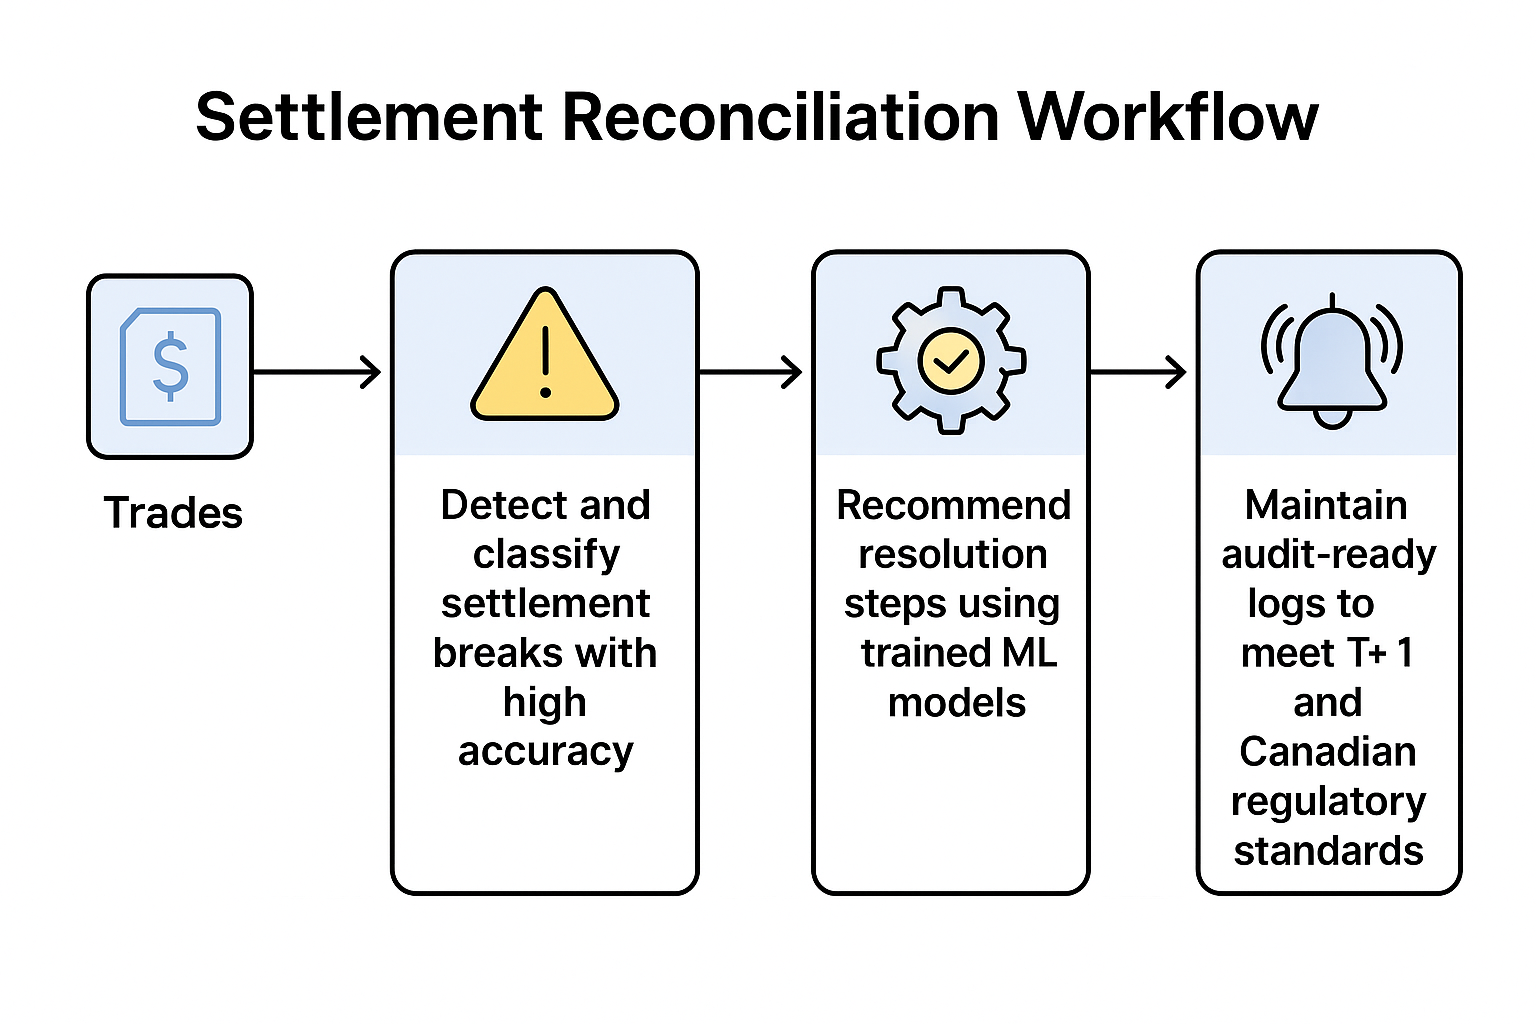 Settlement Reconciliation Workflow
$
Trades
Detect and
classify
settlement
breaks with
high
accuracy
Recommend
resolution
steps using
trained ML
models
Maintain
audit-ready
logs to
meet T+ 1
and
Canadian
regulatory
standards